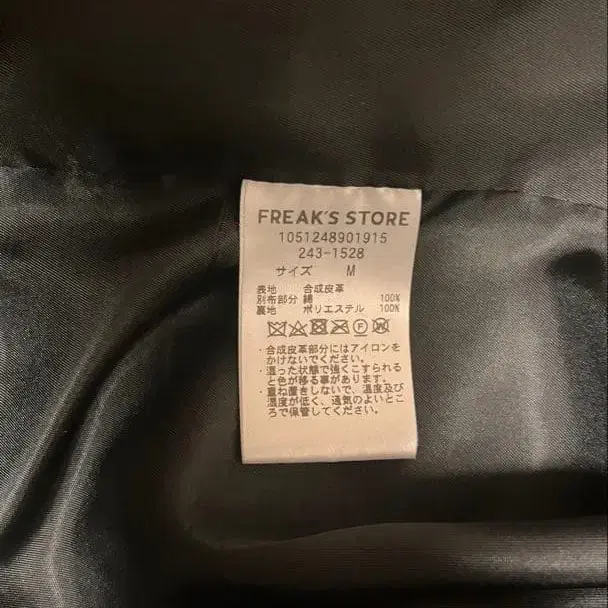 FREAK'S STORE
1051248901915
243-1528
サイズ M
表地 合成皮革
別布部分 綿 100%
裏地 ポリエステル 100%
・合成皮革部分にはアイロンを
かけないでください。
・湿った状態で強くこすられる
と色が移る事があります。
・重ね置きしないで、温度及び
湿度が低く、通気のよいとこ
ろで保管してください。